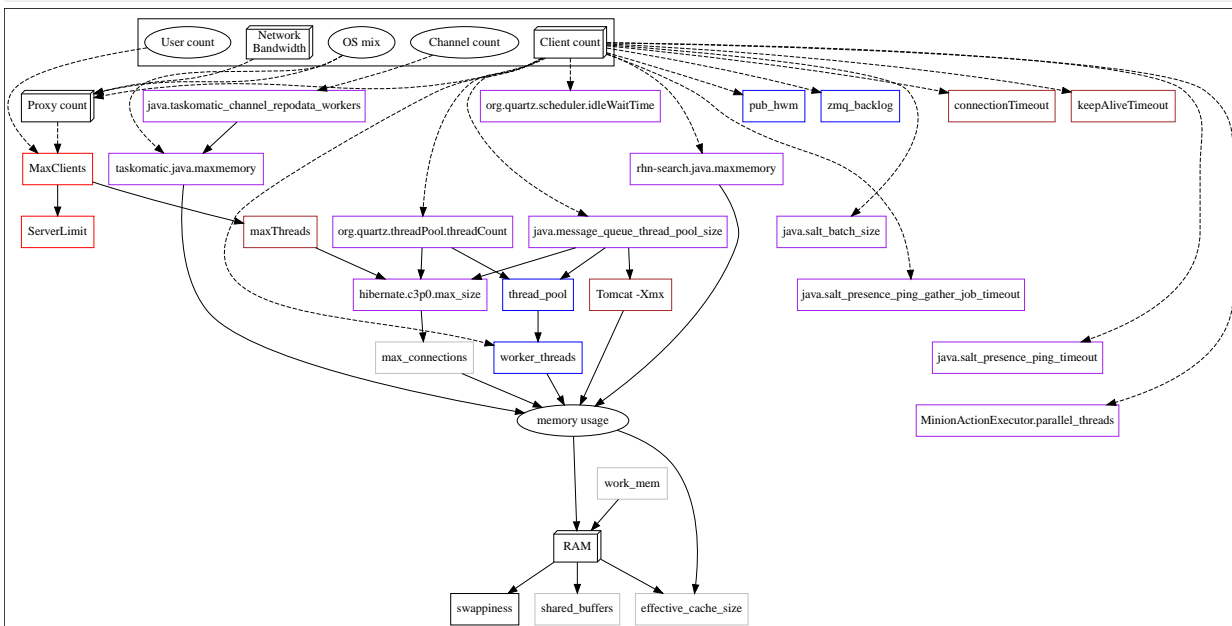 User count
Network
Bandwidth
OS mix
Channel count
Client count
Proxy count
java.taskomatic_channel_repodata_workers
org.quartz.scheduler.idleWaitTime
pub_hwm
zmq_backlog
connectionTimeout
keepAliveTimeout
MaxClients
taskomatic.java.maxmemory
rhn-search.java.maxmemory
ServerLimit
maxThreads
org.quartz.threadPool.threadCount
java.message_queue_thread_pool_size
java.salt_batch_size
hibernate.c3p0.max_size
thread_pool
Tomcat -Xmx
java.salt_presence_ping_gather_job_timeout
max_connections
worker_threads
java.salt_presence_ping_timeout
memory usage
MinionActionExecutor.parallel_threads
work_mem
RAM
swappiness
shared_buffers
effective_cache_size